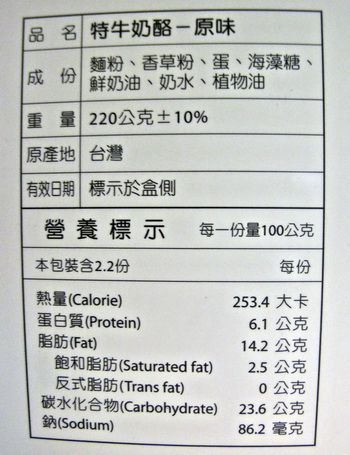 品名 特牛奶酪－原味
成份 麵粉、香草粉、蛋、海藻糖、
鮮奶油、奶水、植物油
重量 220公克±10%
原產地 台灣
有效日期 標示於盒側
營養標示 每一份量100公克
本包裝含2.2份 每份
熱量(Calorie) 253.4 大卡
蛋白質(Protein) 6.1 公克
脂肪(Fat) 14.2 公克
飽和脂肪(Saturated fat) 2.5 公克
反式脂肪(Trans fat) 0 公克
碳水化合物(Carbohydrate) 23.6 公克
鈉(Sodium) 86.2 毫克